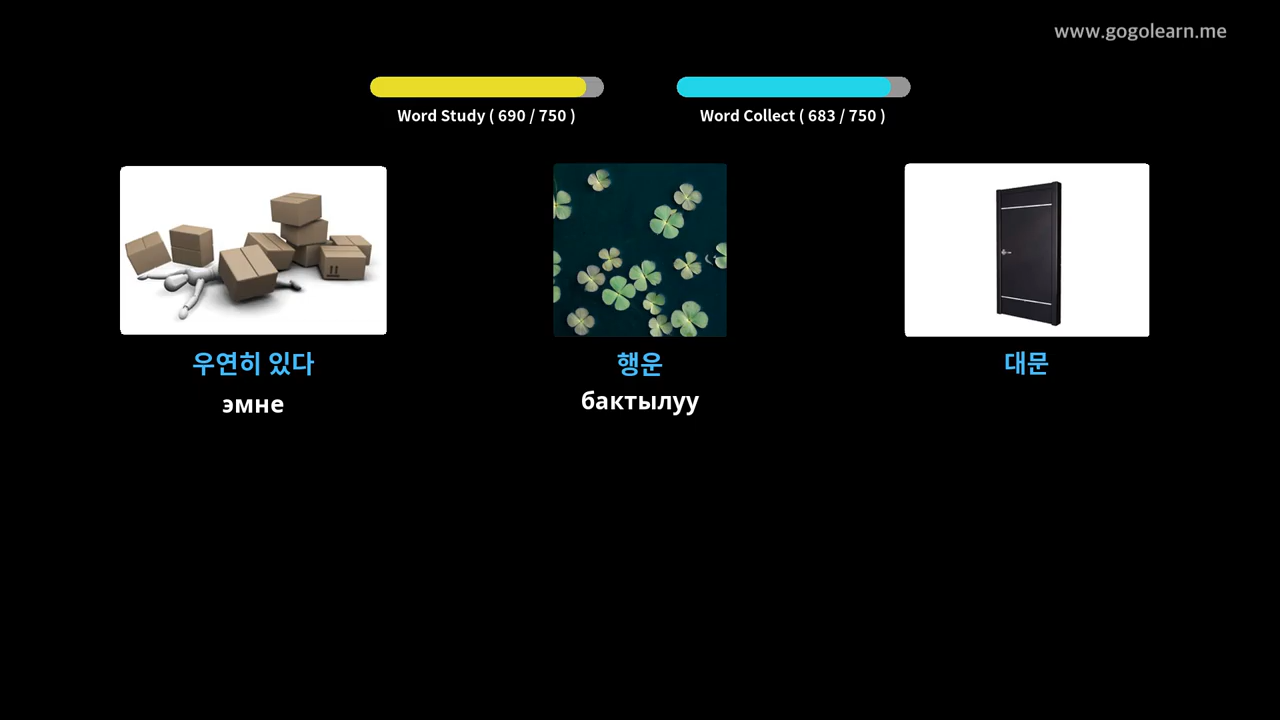 www.gogolearn.me
Word Study ( 690 / 750 )
Word Collect ( 683 / 750 )
우연히 있다
행운
대문
эмне
бактылуу